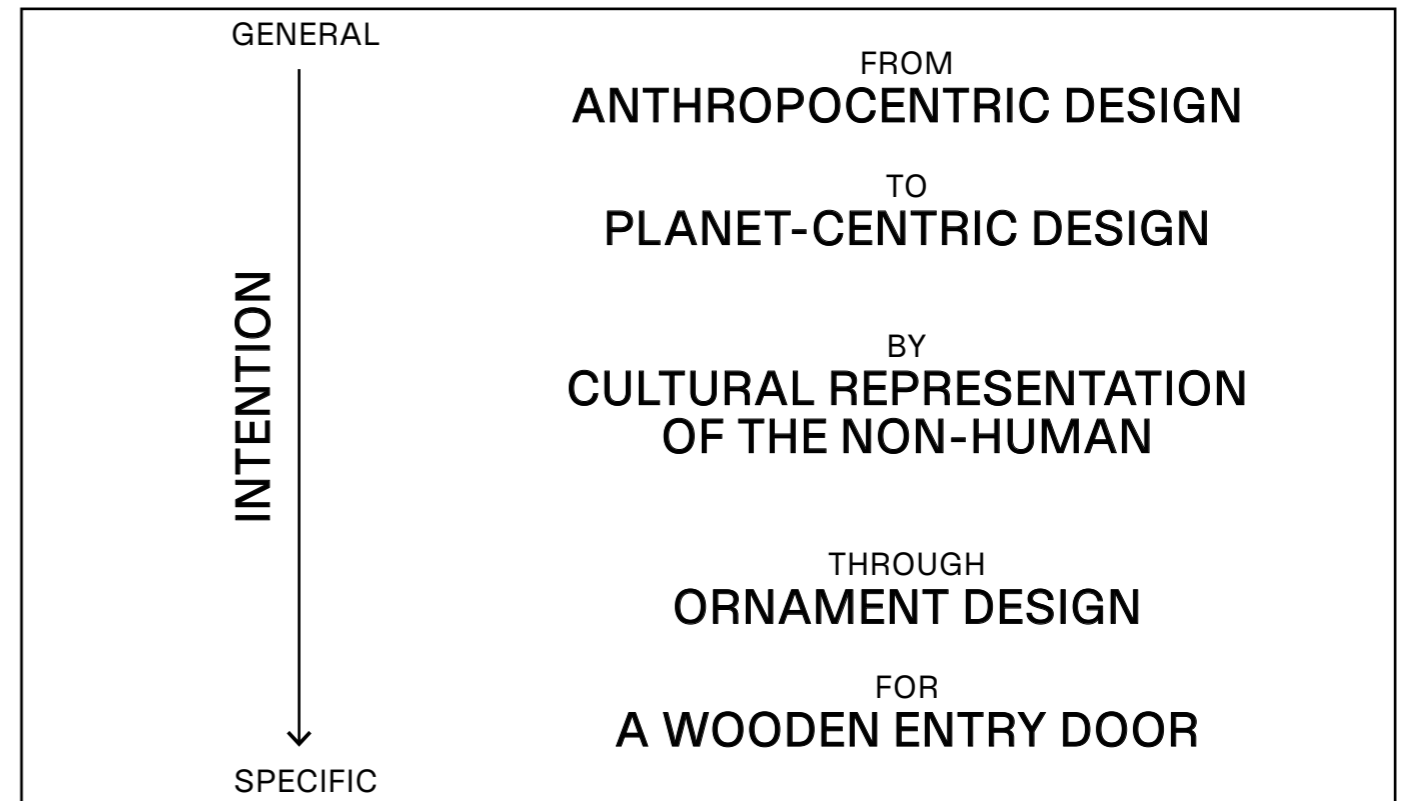 GENERAL
INTENTION
SPECIFIC
FROM
ANTHROPOCENTRIC DESIGN
TO
PLANET-CENTRIC DESIGN
BY
CULTURAL REPRESENTATION
OF THE NON-HUMAN
THROUGH
ORNAMENT DESIGN
FOR
A WOODEN ENTRY DOOR